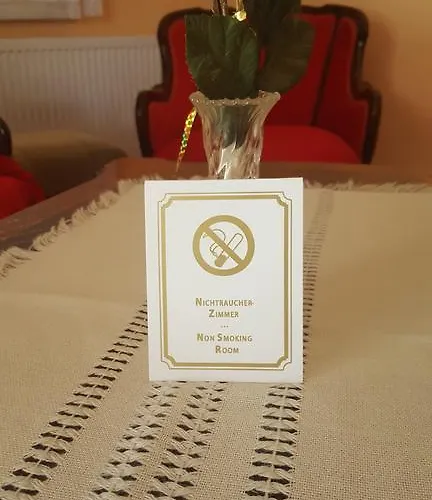 Nichtraucher-
Zimmer
...
Non Smoking
Room